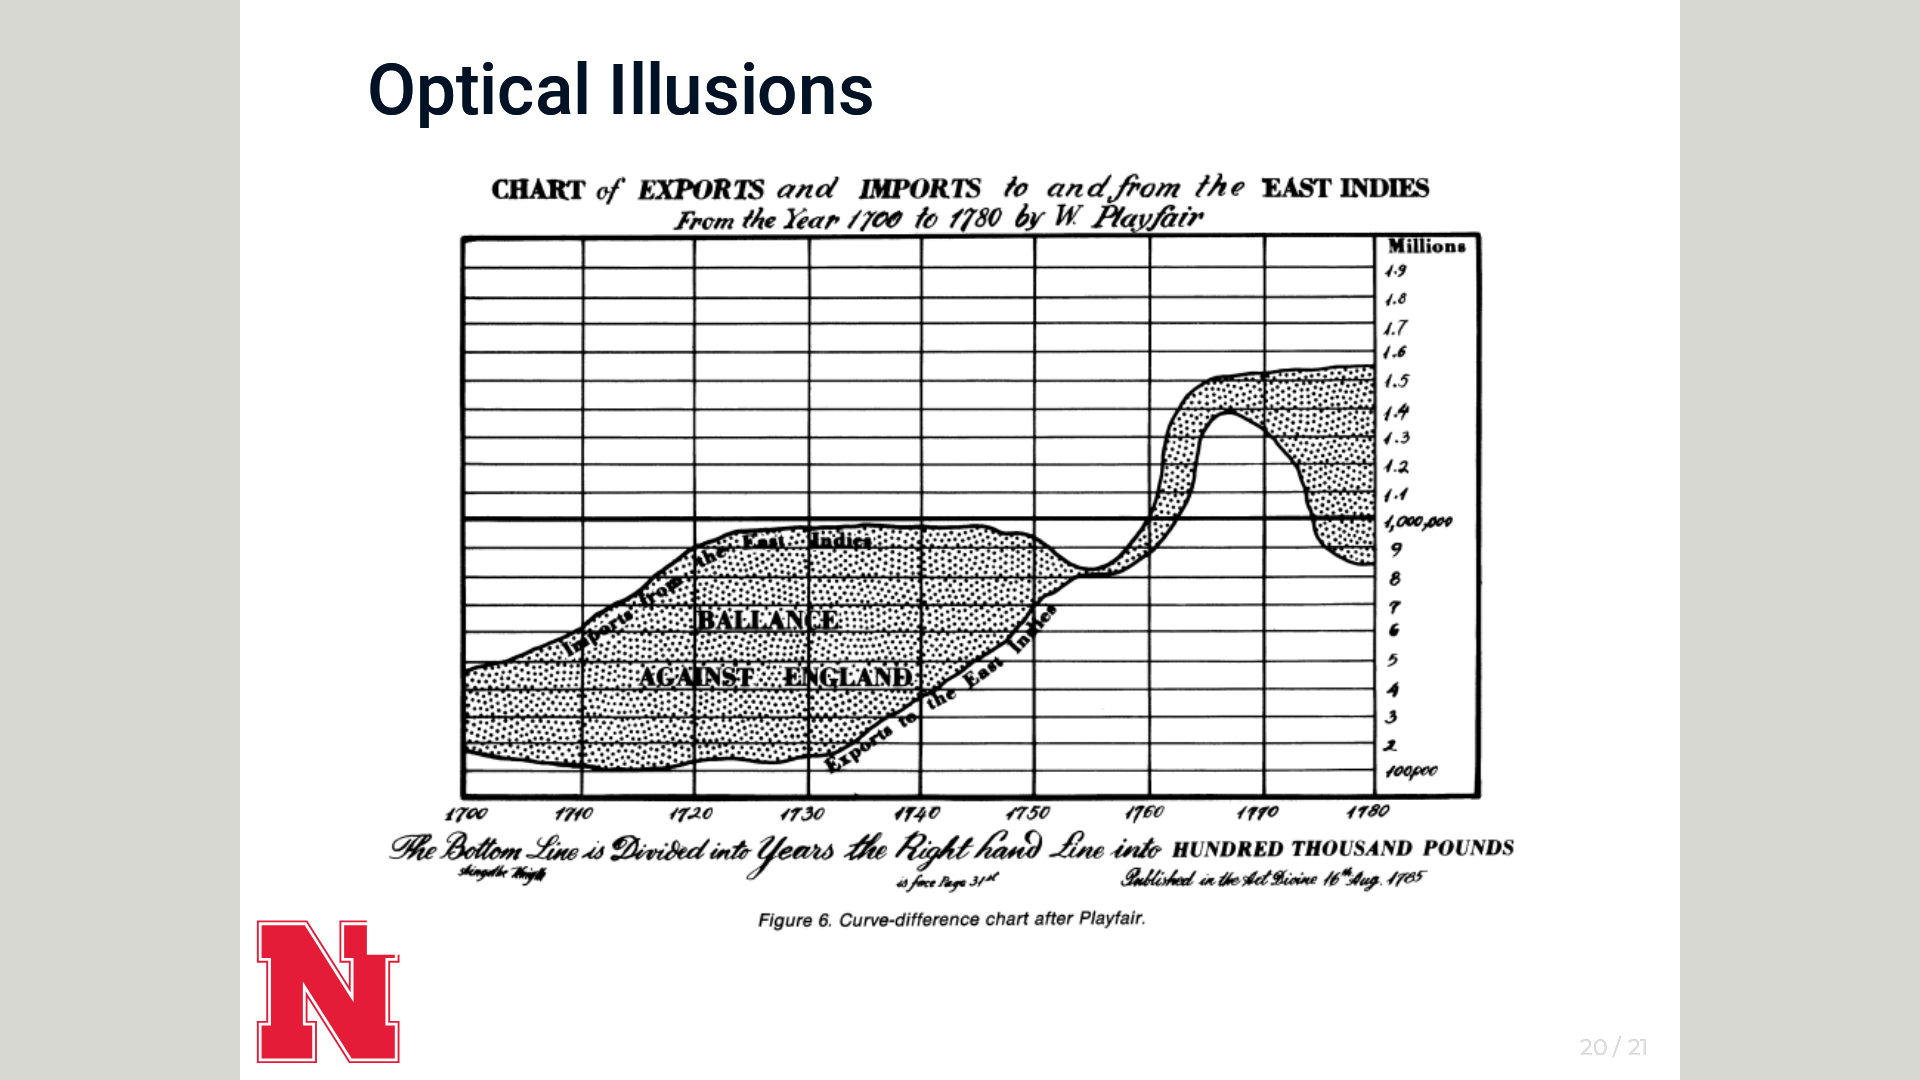 Optical Illusions
CHART of EXPORTS and IMPORTS to and from the EAST INDIES
From the Year 1700 to 1780 by W. Playfair
Millions
1.9
1.8
1.7
1.6
1.5
1.4
1.3
1.2
1.1
1,000,000
9
8
7
6
5
4
3
2
100,000
Imports from the East Indies
BALLANCE
AGAINST ENGLAND
Exports to the East Indies
1700 1710 1720 1730 1740 1750 1760 1770 1780
The Bottom Line is Divided into Years the Right hand Line into HUNDRED THOUSAND POUNDS
is face Page 31st Published in the Act Divine 16th Aug. 1785
Figure 6. Curve-difference chart after Playfair.
N
20 / 21